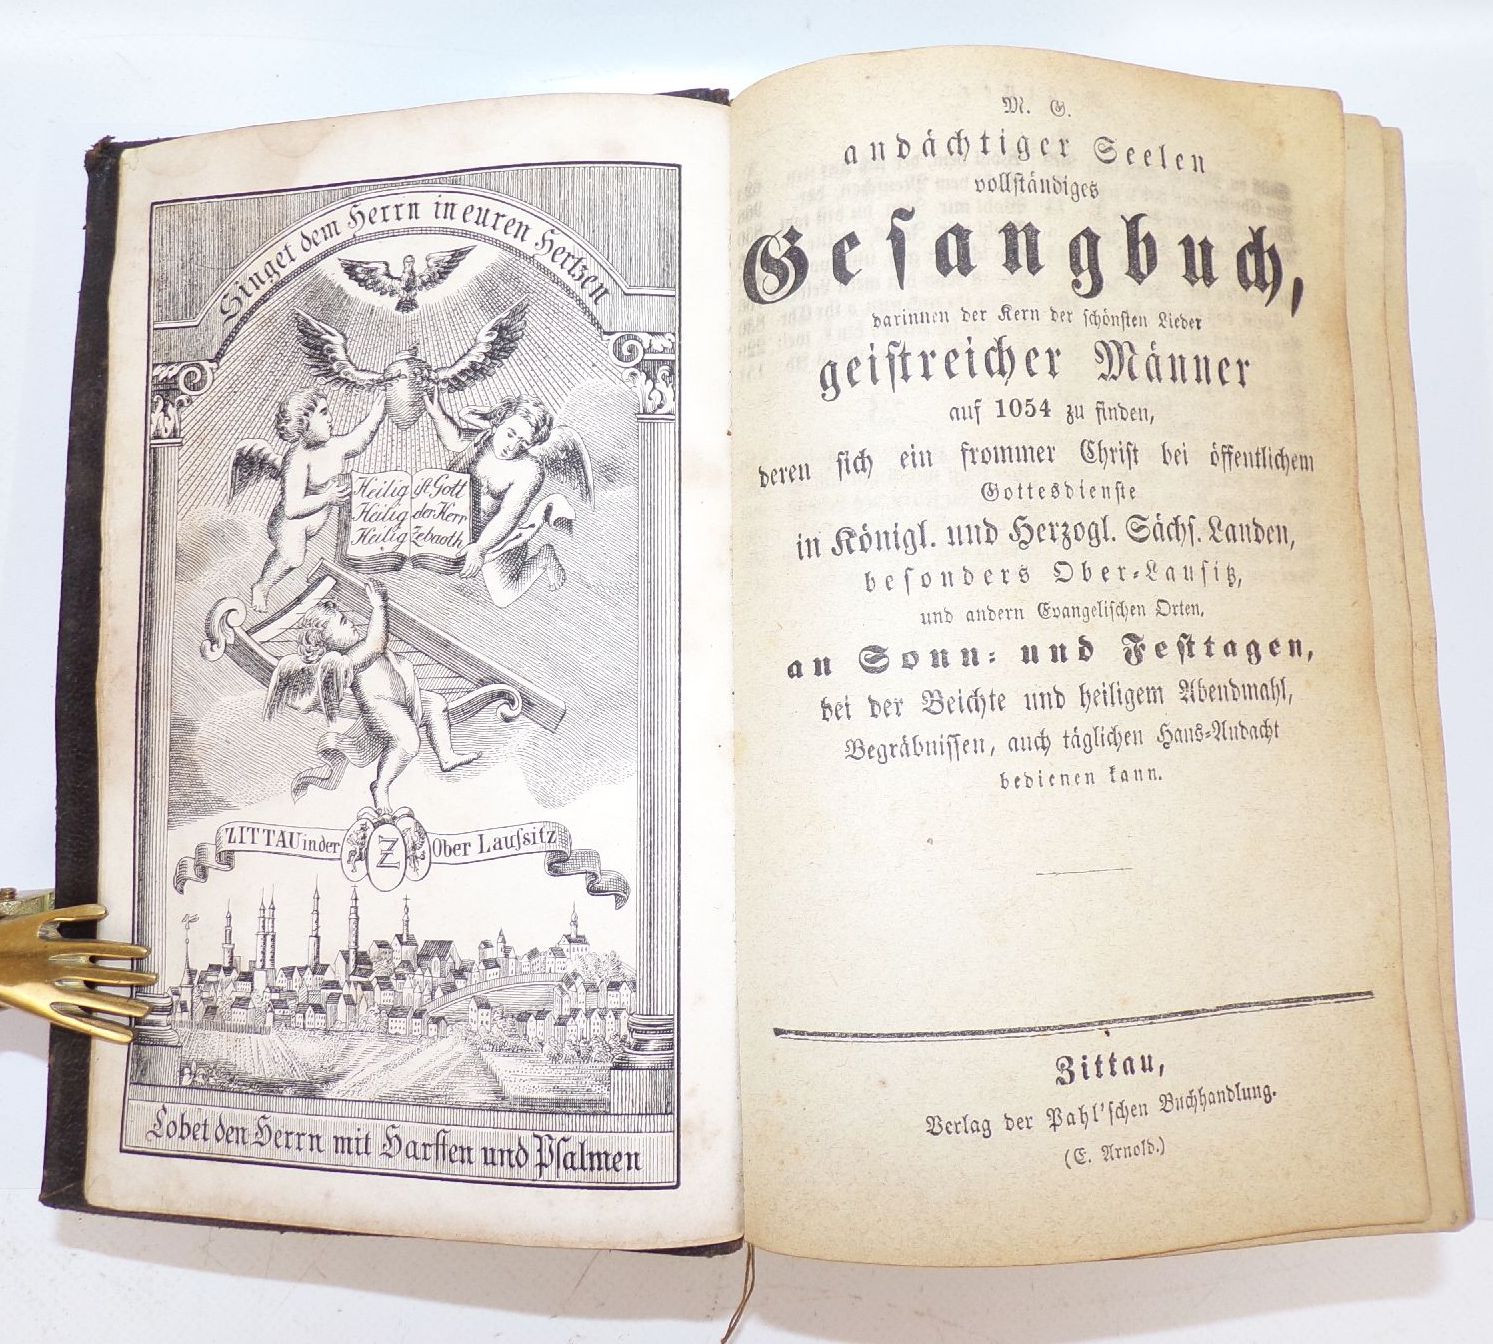 Singet dem Herrn in euren Hertzen
Heilig ist Gott
Heilig der Herr
Heilig Zebaoth
ZITTAU in der Z Ober Lauſsitz
Lobet den Herrn mit Harffen und Pſalmen
M. G.
andächtiger Seelen
vollſtändiges
Geſangbuch,
darinnen der Kern der ſchönſten Lieder
geiſtreicher Männer
auf 1054 zu finden,
deren ſich ein frommer Chriſt bei öffentlichem
Gottesdienſte
in Königl. und Herzogl. Sächſ. Landen,
beſonders Ober-Lauſitz,
und andern Evangeliſchen Orten,
an Sonn- und Feſttagen,
bei der Beichte und heiligem Abendmahl,
Begräbniſſen, auch täglichen Haus-Andacht
bedienen kann.
Zittau,
Verlag der Pahl'ſchen Buchhandlung.
(E. Arnold.)